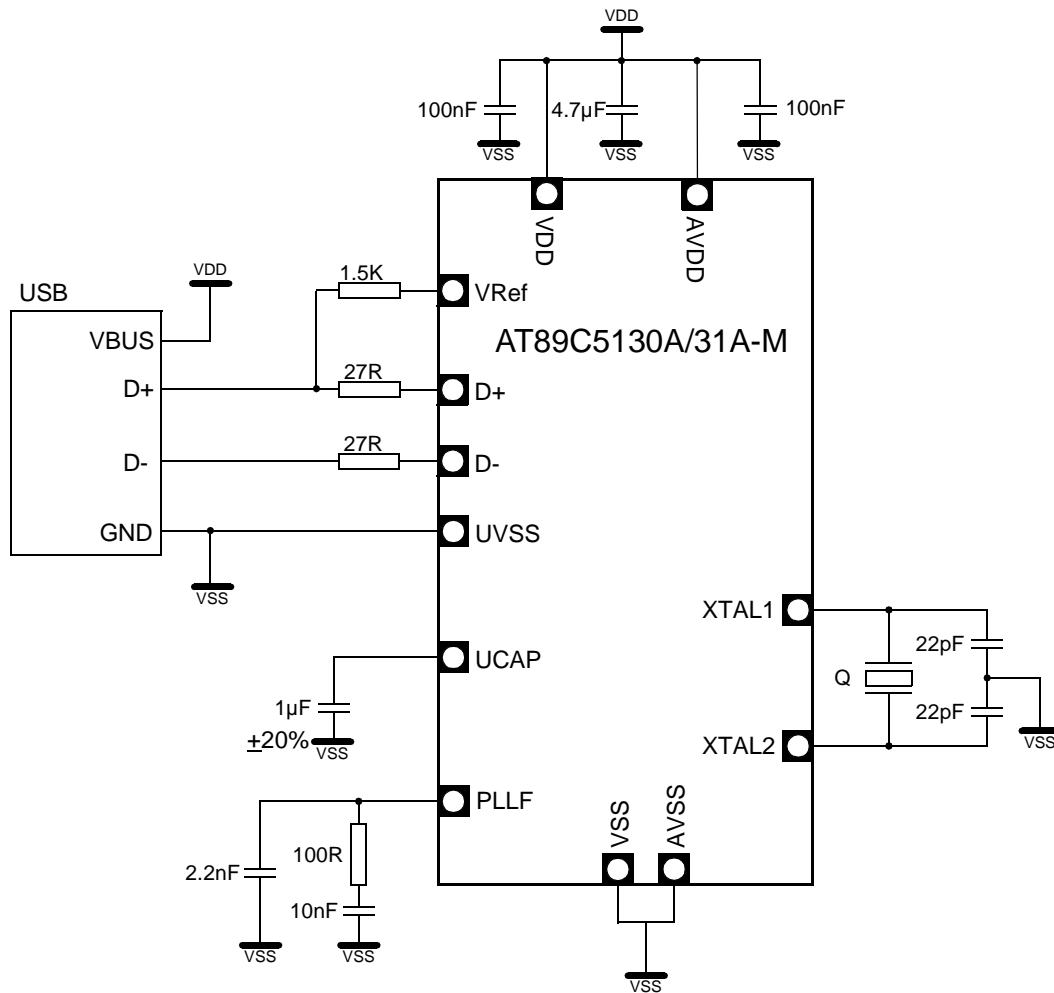 VDD
100nF
4.7µF
100nF
VSS
VSS
VSS
VDD
AVDD
VDD
USB
1.5K
VRef
VBUS
AT89C5130A/31A-M
D+
27R
D+
D-
27R
D-
GND
UVSS
VSS
XTAL1
UCAP
22pF
Q
1µF
22pF
±20%
VSS
XTAL2
VSS
PLLF
VSS
AVSS
2.2nF
100R
10nF
VSS
VSS
VSS